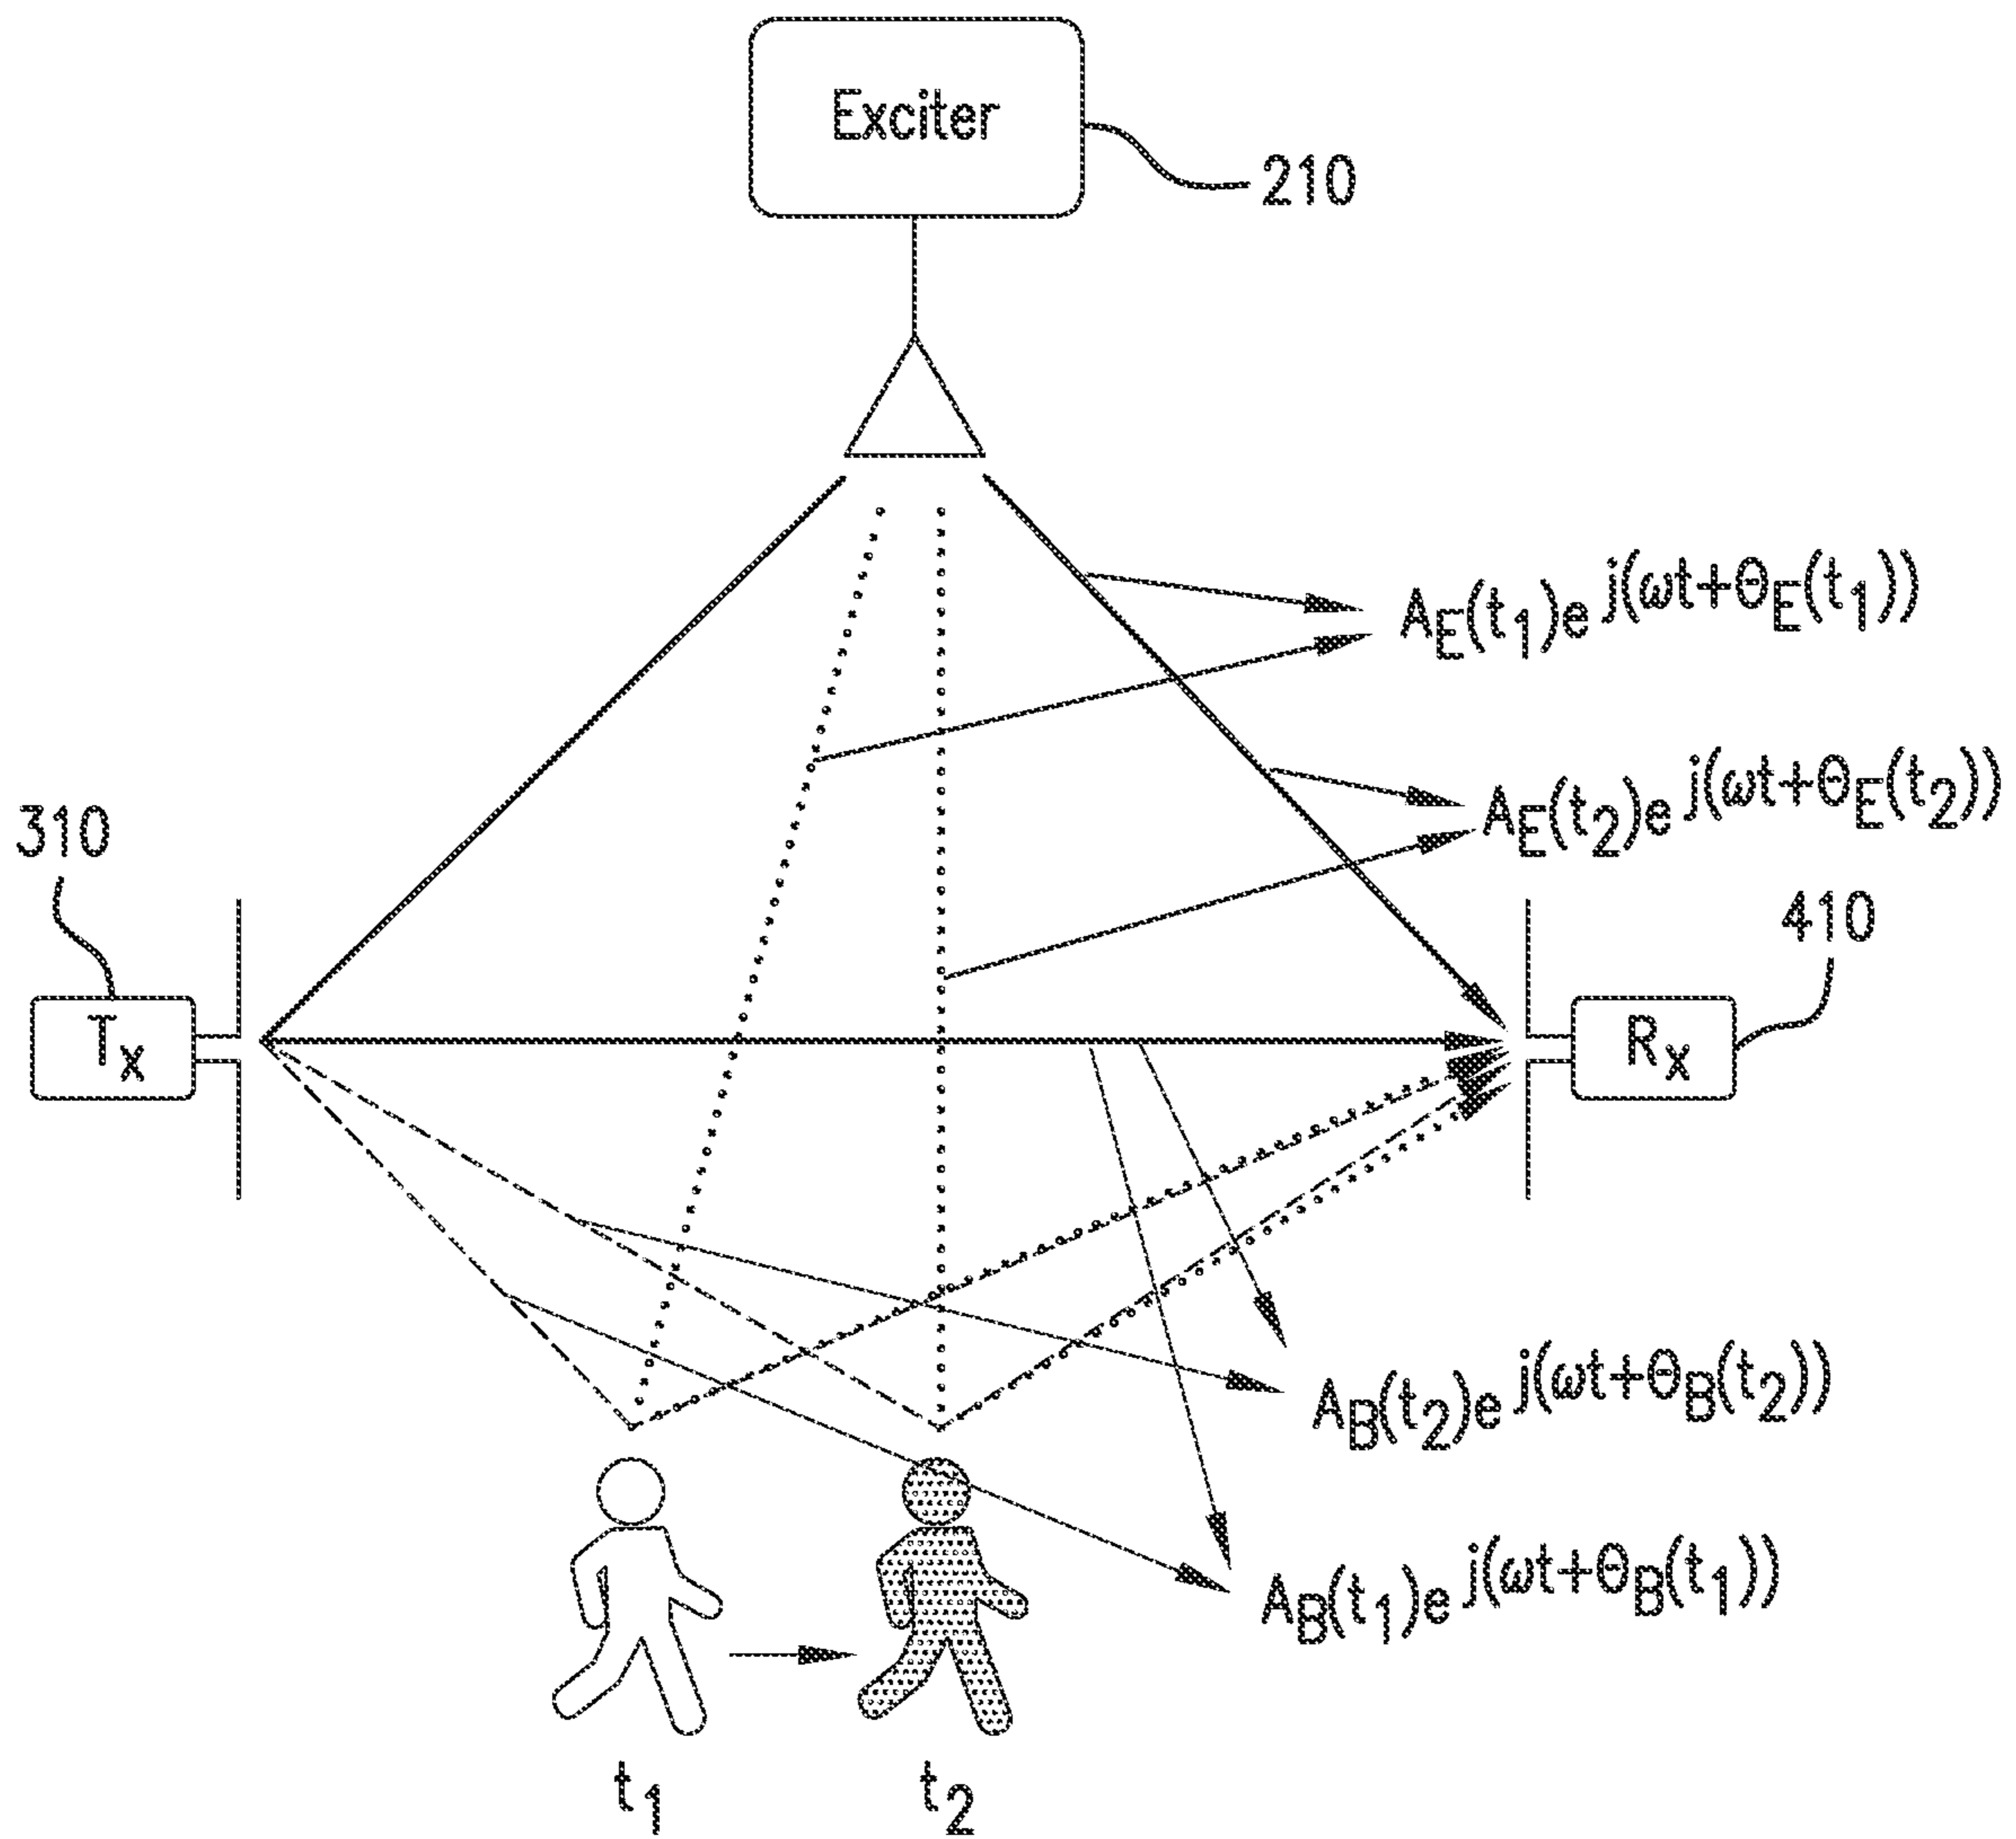 Exciter
210
A_E(t_1)e^{j(ωt+Θ_E(t_1))}
A_E(t_2)e^{j(ωt+Θ_E(t_2))}
310
410
T_X
R_X
A_B(t_2)e^{j(ωt+Θ_B(t_2))}
A_B(t_1)e^{j(ωt+Θ_B(t_1))}
t_1
t_2